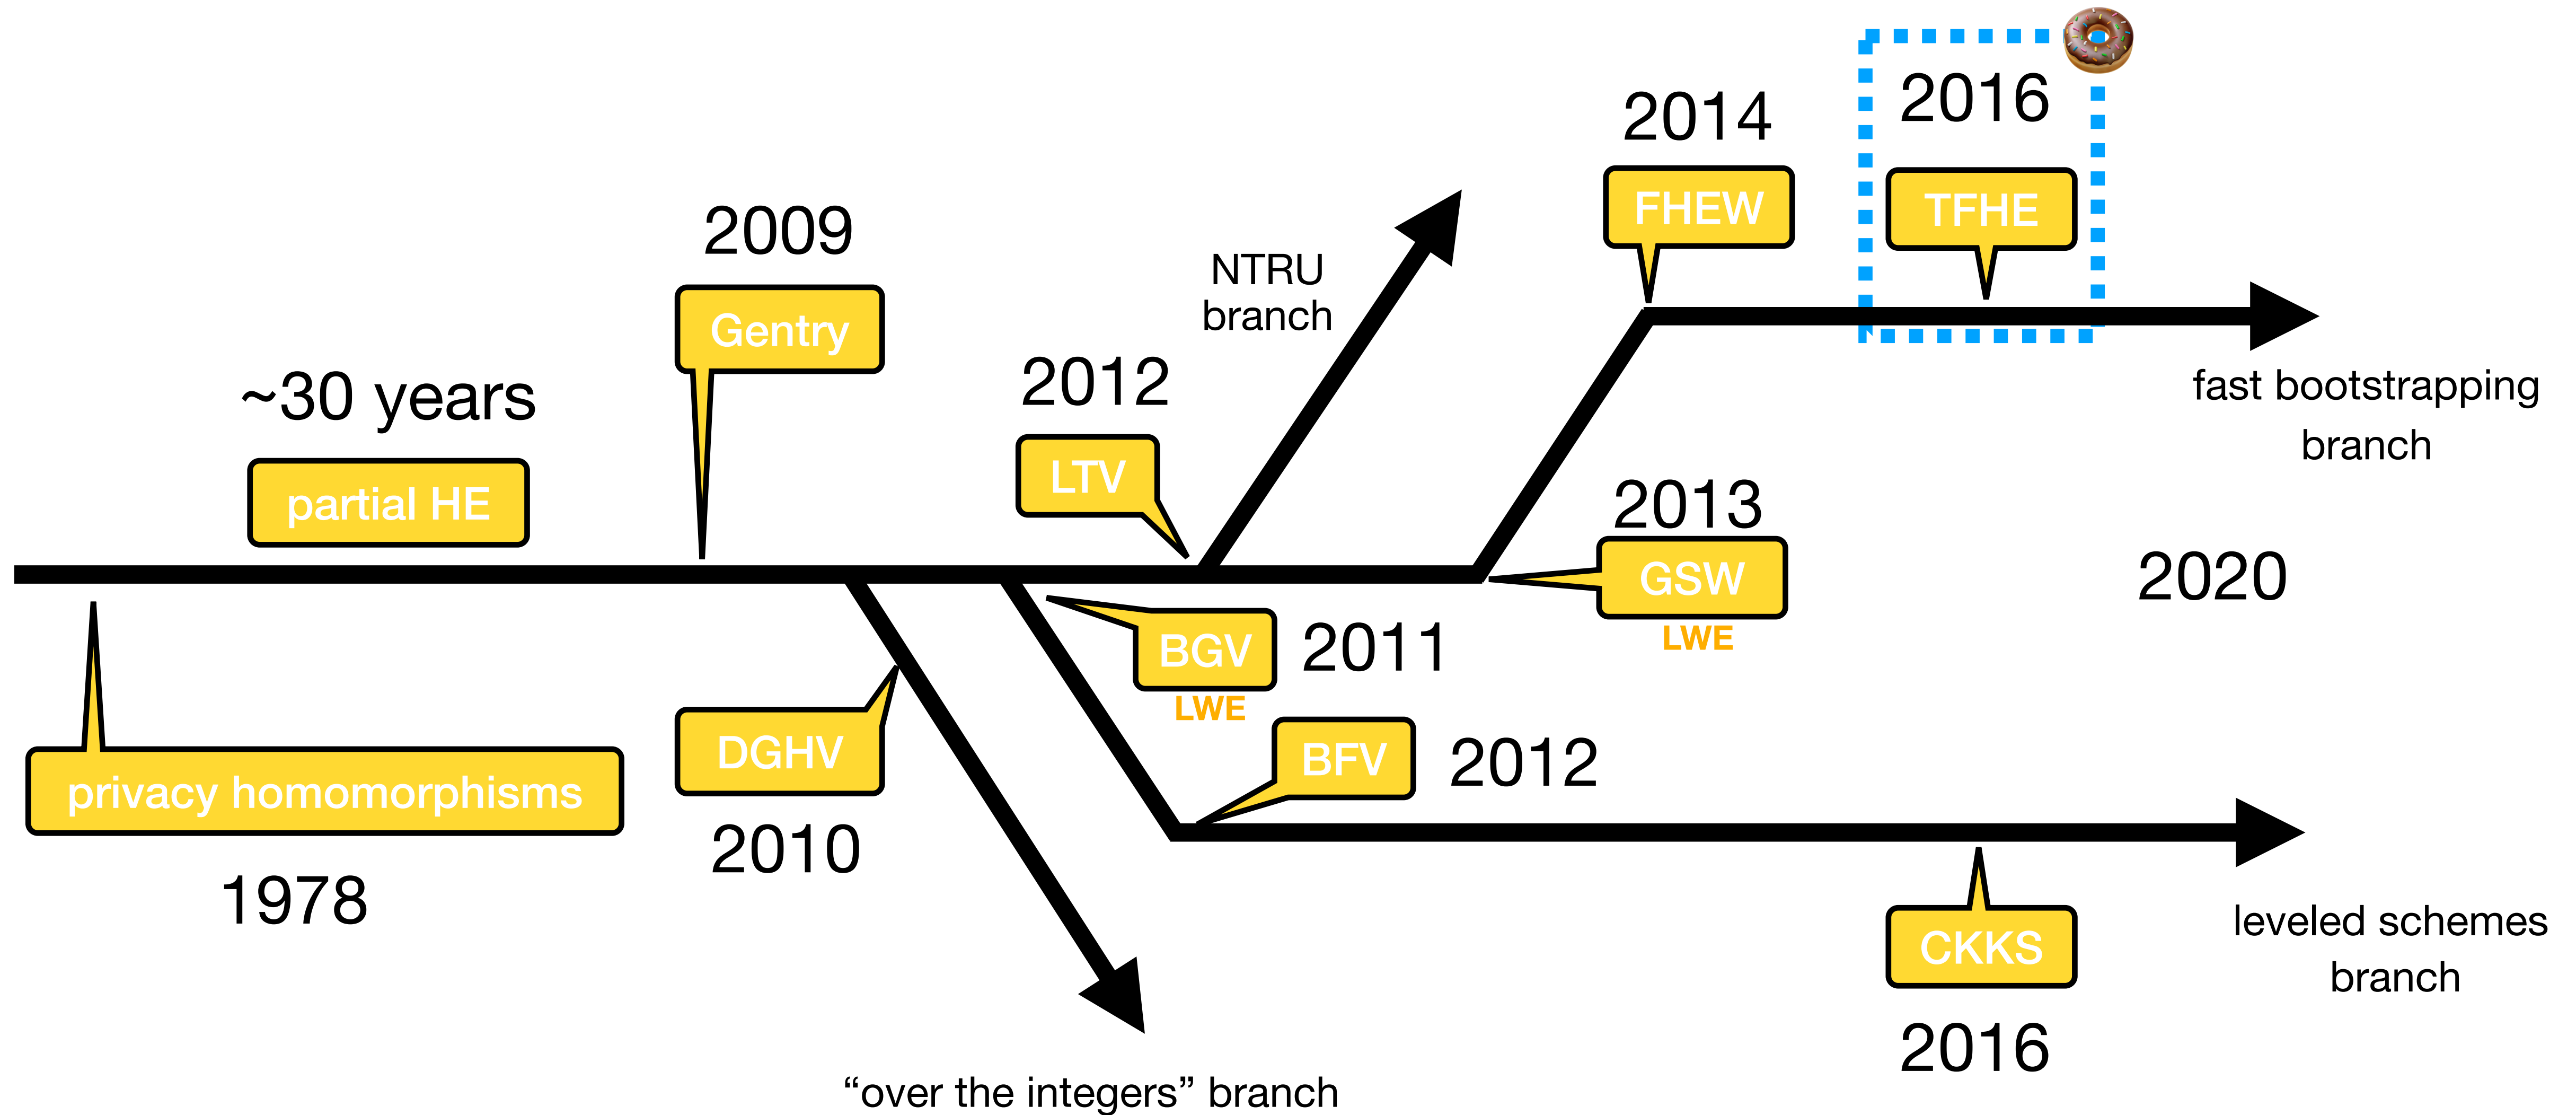 2016
2014
TFHE
FHEW
2009
NTRU
branch
Gentry
fast bootstrapping
branch
2012
~30 years
LTV
2013
partial HE
GSW
LWE
2020
BGV
2011
LWE
DGHV
BFV
2012
privacy homomorphisms
2010
1978
leveled schemes
branch
CKKS
2016
“over the integers” branch